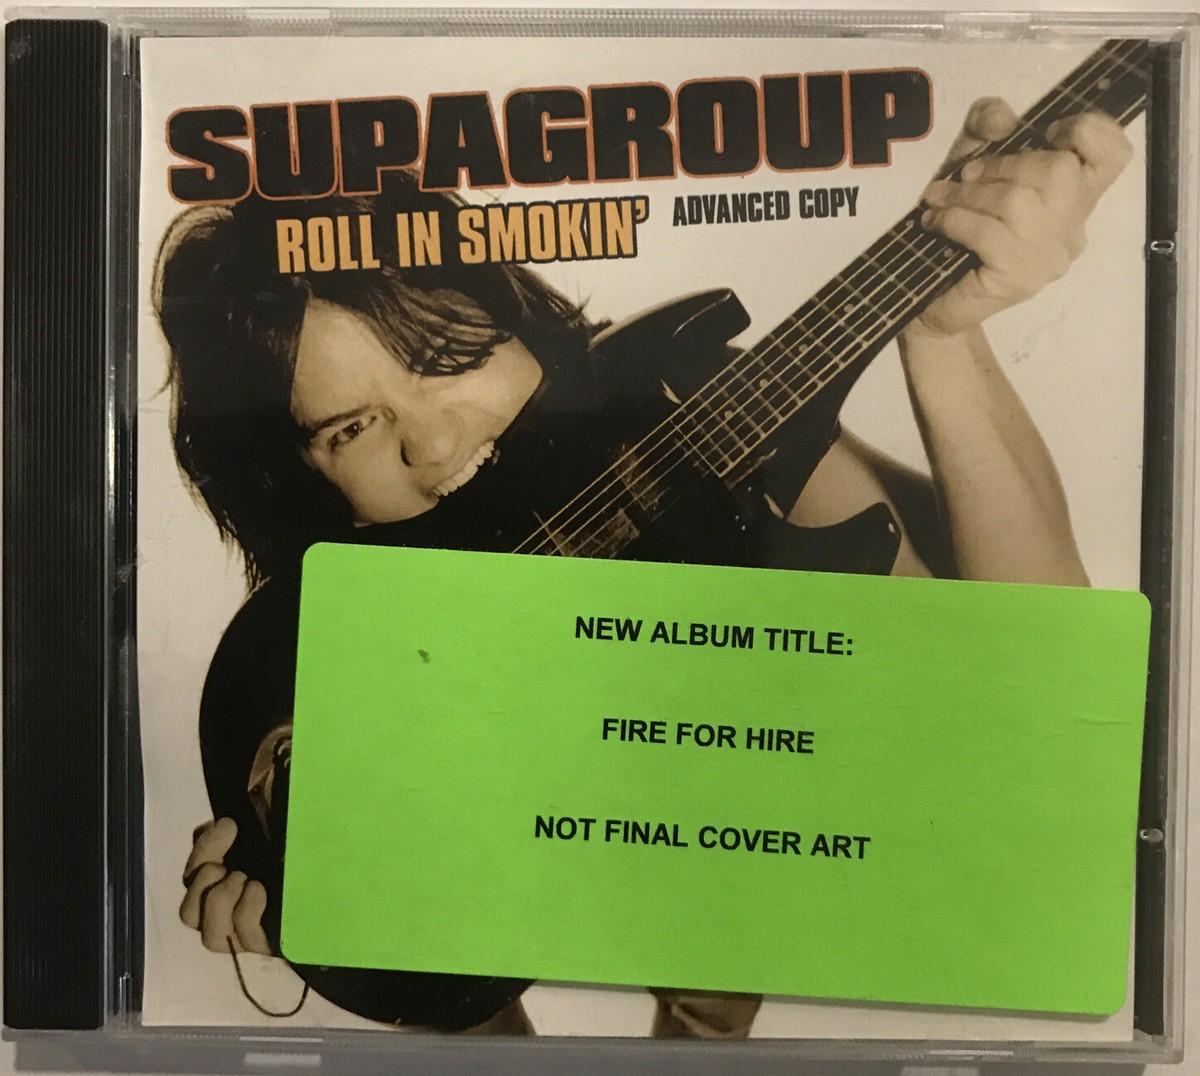 SUPAGROUP
ROLL IN SMOKIN' ADVANCED COPY
NEW ALBUM TITLE:
FIRE FOR HIRE
NOT FINAL COVER ART